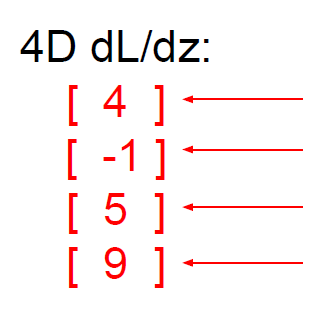 4D dL/dz:
[ 4 ]
[ -1 ]
[ 5 ]
[ 9 ]